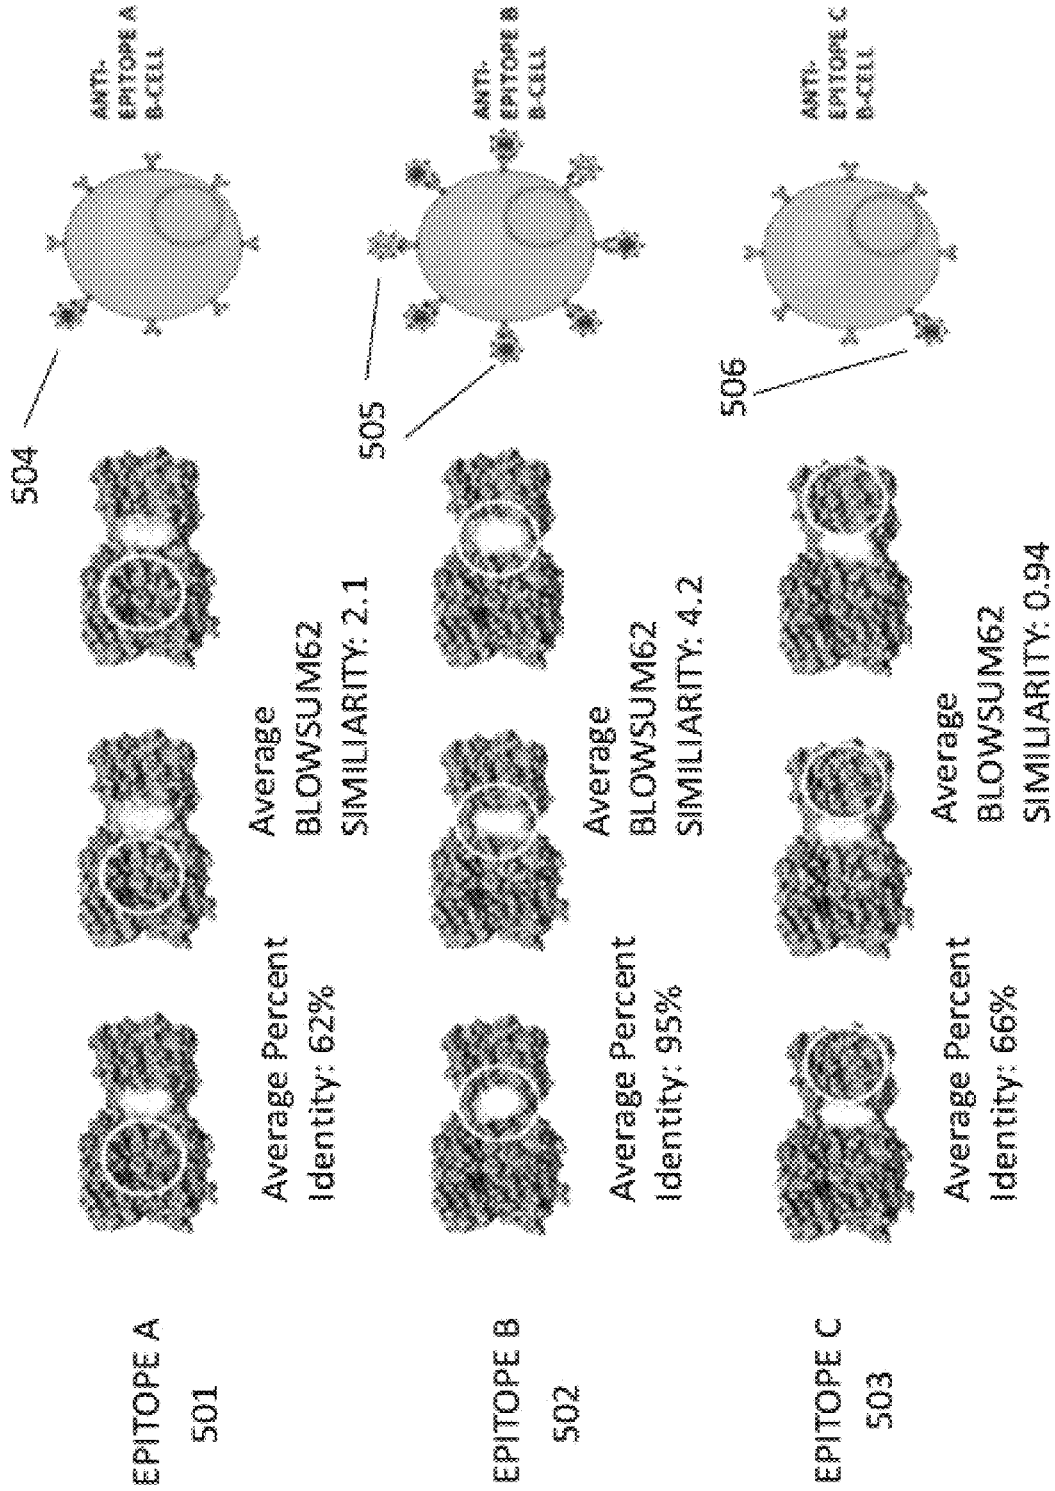 EPITOPE A
501
Average Percent
Identity: 62%
Average
BLOWSUM62
SIMILIARITY: 2.1
504
ANTI-
EPITOPE A
B-CELL
EPITOPE B
502
Average Percent
Identity: 95%
Average
BLOWSUM62
SIMILIARITY: 4.2
505
ANTI-
EPITOPE B
B-CELL
EPITOPE C
503
Average Percent
Identity: 66%
Average
BLOWSUM62
SIMILIARITY: 0.94
506
ANTI-
EPITOPE C
B-CELL